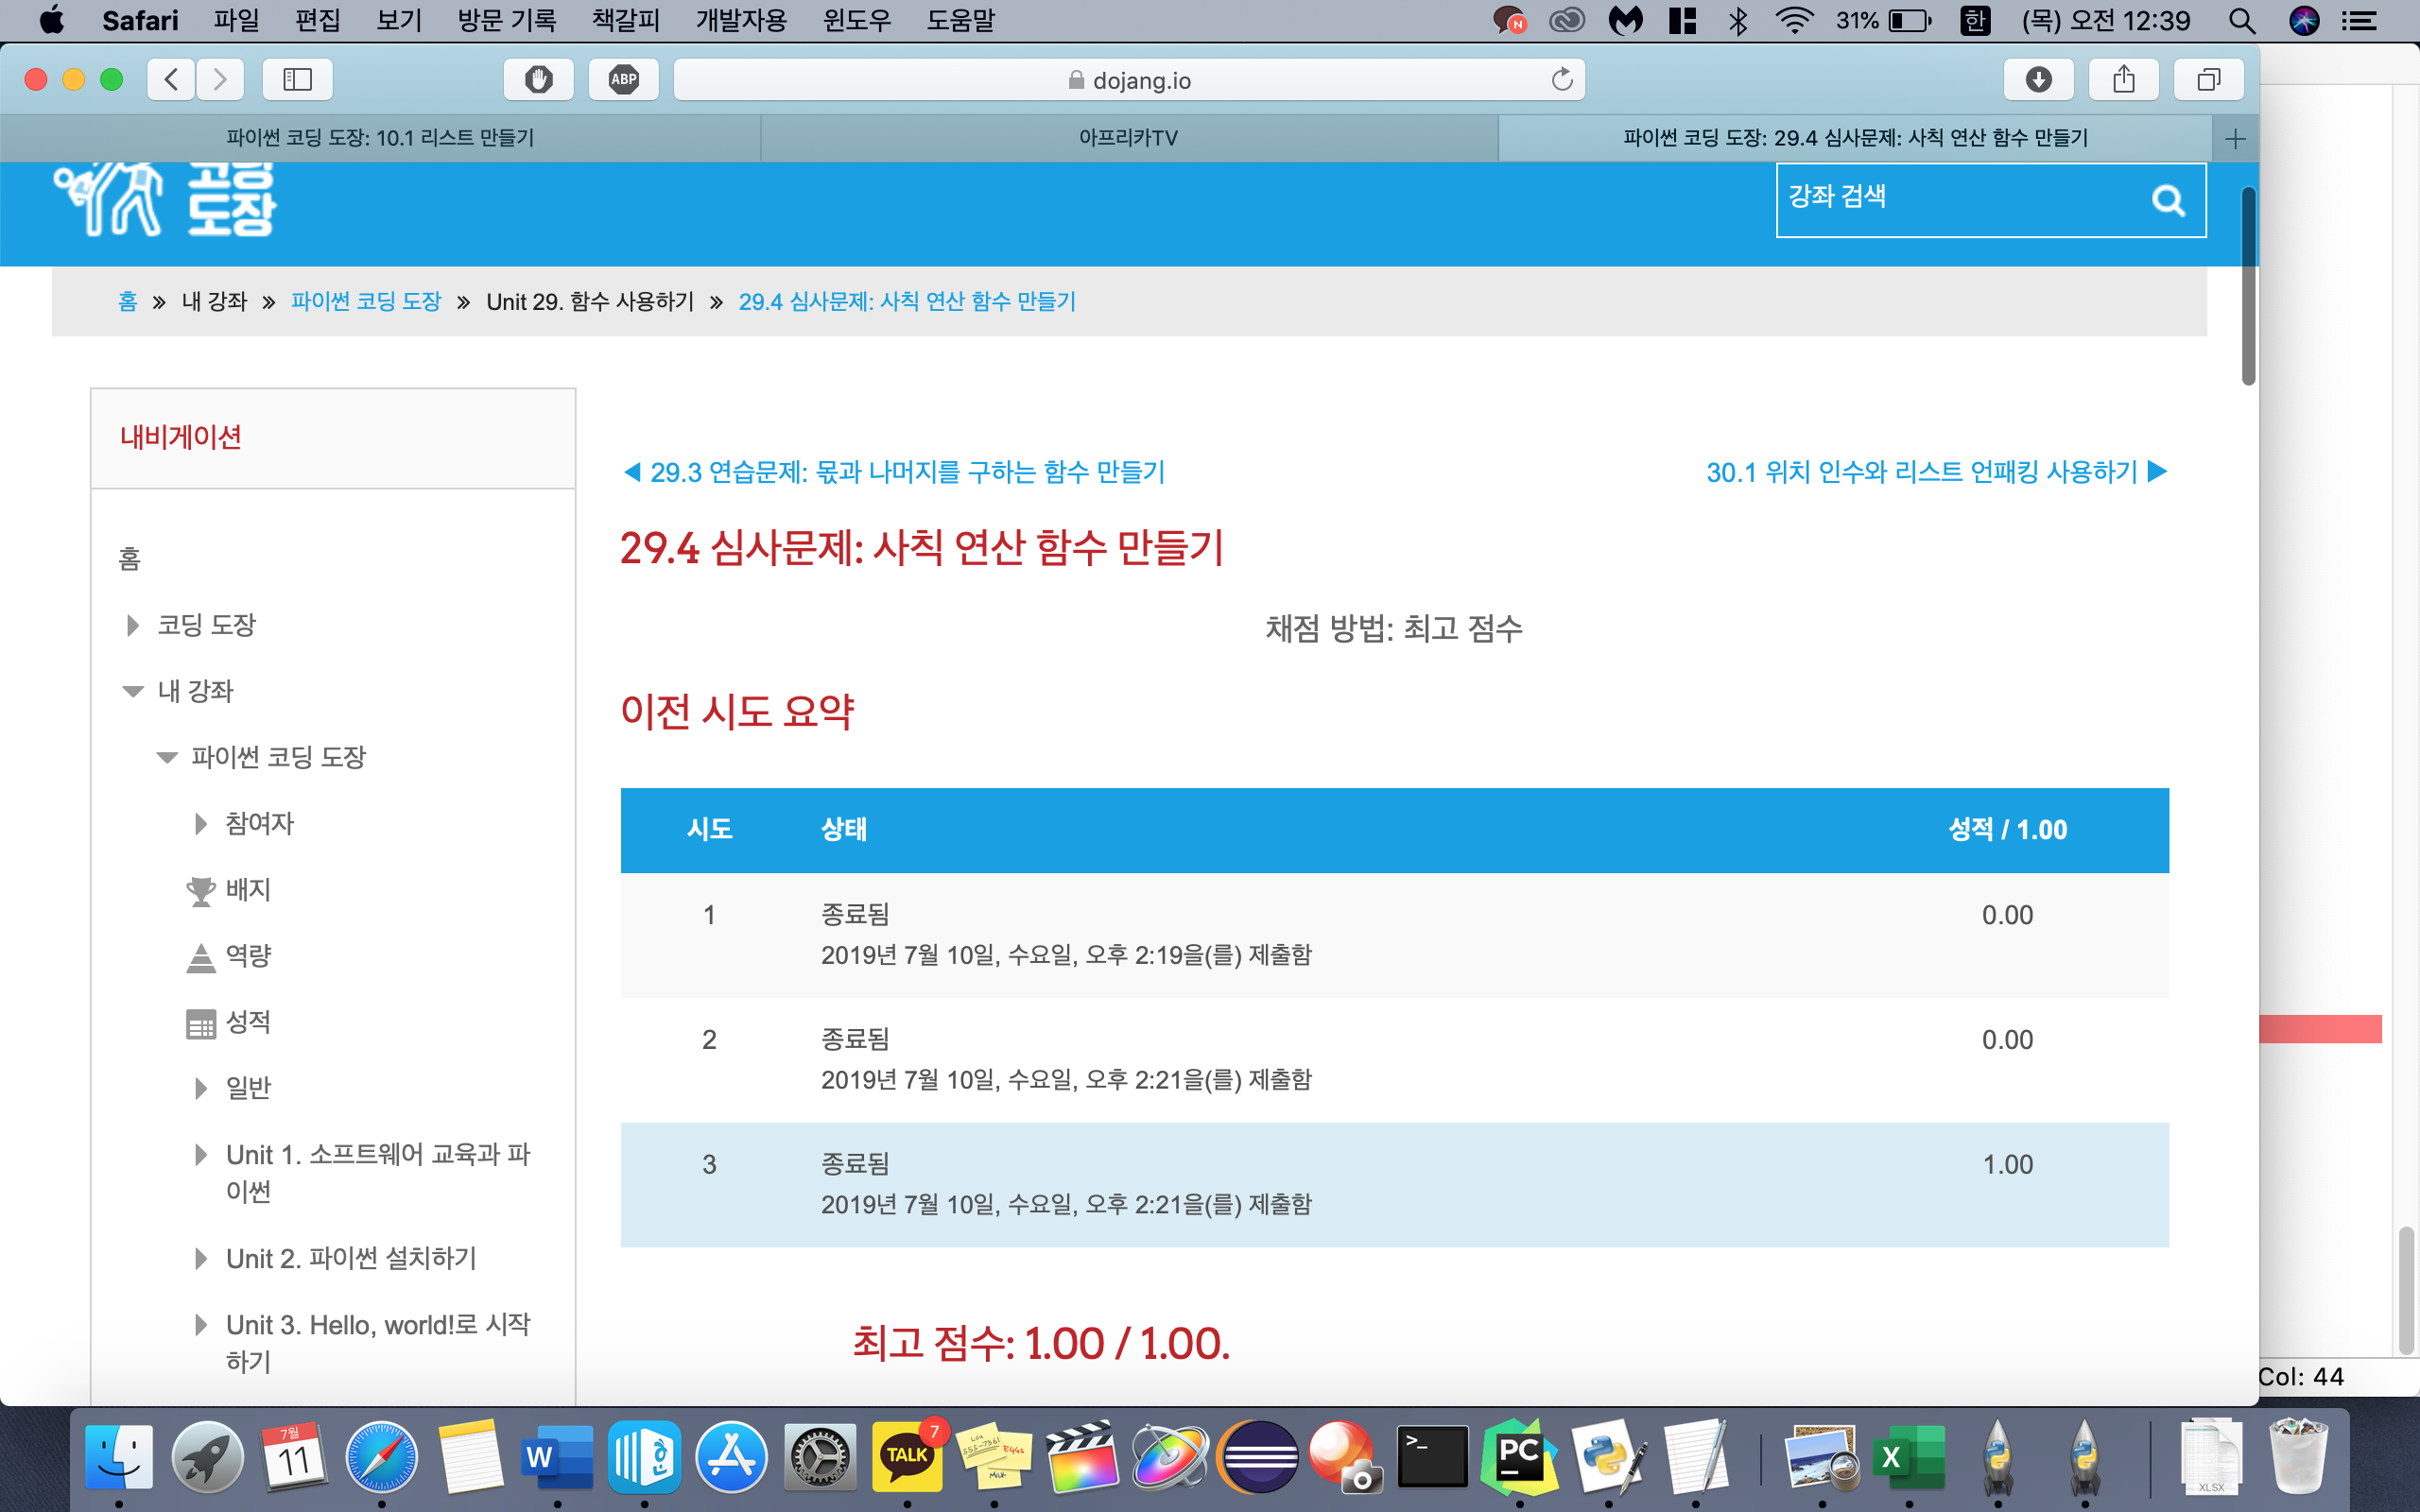 Safari 파일 편집 보기 방문 기록 책갈피 개발자용 윈도우 도움말 N 31% 한 (목) 오전 12:39
ABP dojang.io
파이썬 코딩 도장: 10.1 리스트 만들기 아프리카TV 파이썬 코딩 도장: 29.4 심사문제: 사칙 연산 함수 만들기
코딩
도장
강좌 검색
홈 » 내 강좌 » 파이썬 코딩 도장 » Unit 29. 함수 사용하기 » 29.4 심사문제: 사칙 연산 함수 만들기
내비게이션
홈
코딩 도장
내 강좌
파이썬 코딩 도장
참여자
배지
역량
성적
일반
Unit 1. 소프트웨어 교육과 파
이썬
Unit 2. 파이썬 설치하기
Unit 3. Hello, world!로 시작
하기
◀ 29.3 연습문제: 몫과 나머지를 구하는 함수 만들기 30.1 위치 인수와 리스트 언패킹 사용하기 ▶
29.4 심사문제: 사칙 연산 함수 만들기
채점 방법: 최고 점수
이전 시도 요약
시도 상태 성적 / 1.00
1 종료됨 0.00
2019년 7월 10일, 수요일, 오후 2:19을(를) 제출함
2 종료됨 0.00
2019년 7월 10일, 수요일, 오후 2:21을(를) 제출함
3 종료됨 1.00
2019년 7월 10일, 수요일, 오후 2:21을(를) 제출함
최고 점수: 1.00 / 1.00.
Col: 44
7월
11
W
TALK
7
>_
PC
X
XLSX